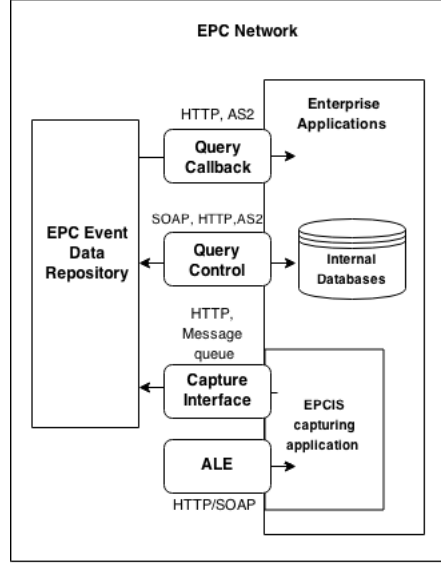 EPC Network
HTTP, AS2
Enterprise
Applications
Query
Callback
SOAP, HTTP,AS2
EPC Event
Data
Repository
Query
Control
Internal
Databases
HTTP,
Message
queue
Capture
Interface
EPCIS
capturing
application
ALE
HTTP/SOAP